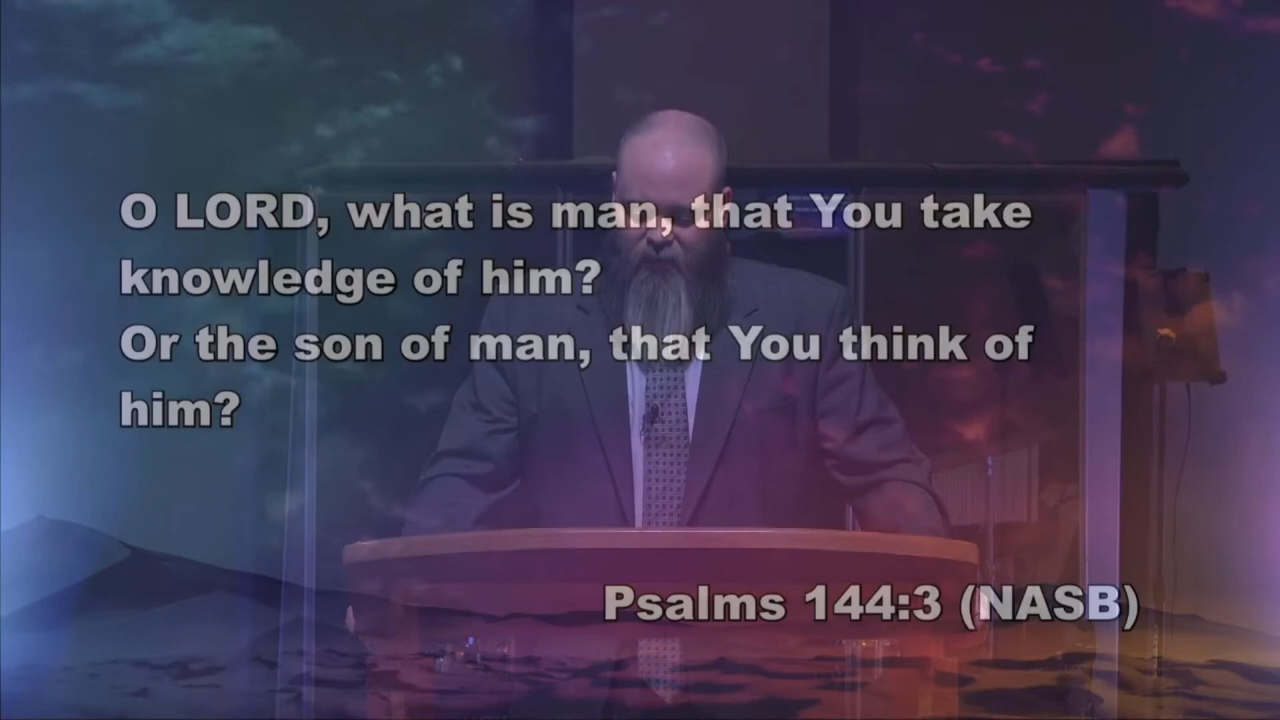 O LORD, what is man, that You take
knowledge of him?
Or the son of man, that You think of
him?
Psalms 144:3 (NASB)